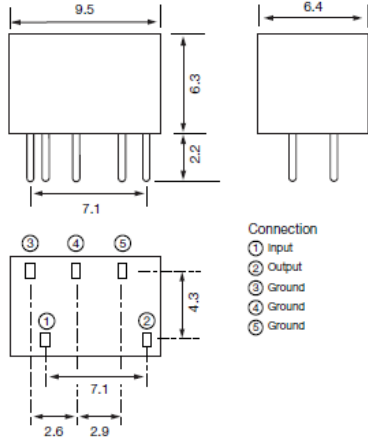 9.5
6.4
6.3
2.2
7.1
Connection
① Input
② Output
③ Ground
④ Ground
⑤ Ground
③ ④ ⑤
4.3
① ②
7.1
2.6 2.9